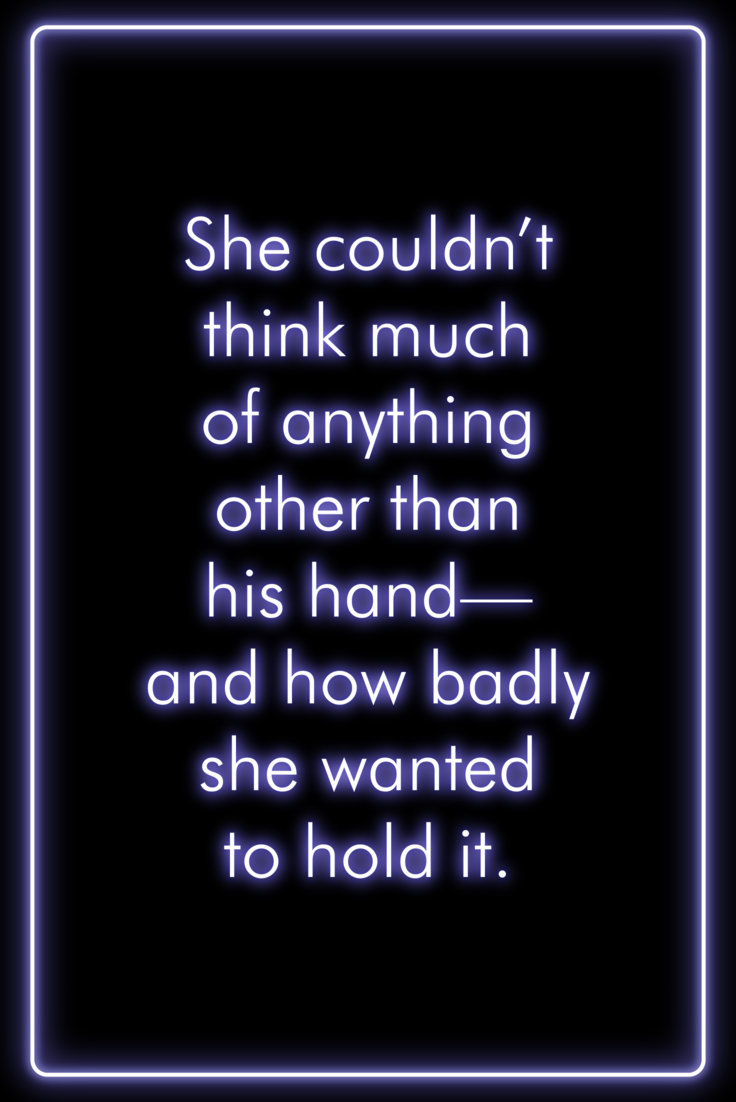 She couldn’t
think much
of anything
other than
his hand—
and how badly
she wanted
to hold it.